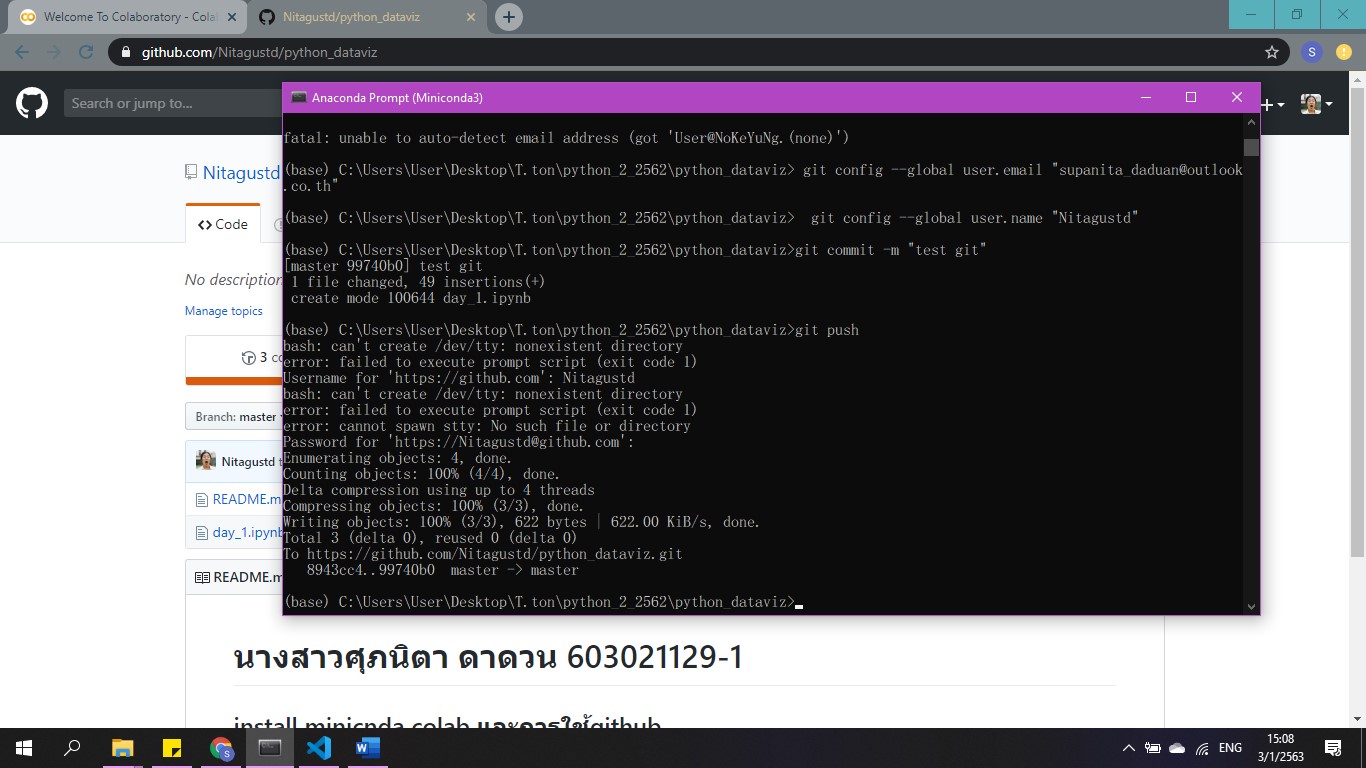 Welcome To Colaboratory - Cola
Nitagustd/python_dataviz
github.com/Nitagustd/python_dataviz
S
Search or jump to...
Anaconda Prompt (Miniconda3)
fatal: unable to auto-detect email address (got 'User@NoKeYuNg.(none)')
(base) C:\Users\User\Desktop\T.ton\python_2_2562\python_dataviz> git config --global user.email "supanita_daduan@outlook
.co.th"
(base) C:\Users\User\Desktop\T.ton\python_2_2562\python_dataviz>  git config --global user.name "Nitagustd"
(base) C:\Users\User\Desktop\T.ton\python_2_2562\python_dataviz>git commit -m "test git"
[master 99740b0] test git
1 file changed, 49 insertions(+)
create mode 100644 day_1.ipynb
(base) C:\Users\User\Desktop\T.ton\python_2_2562\python_dataviz>git push
bash: can't create /dev/tty: nonexistent directory
error: failed to execute prompt script (exit code 1)
Username for 'https://github.com': Nitagustd
bash: can't create /dev/tty: nonexistent directory
error: failed to execute prompt script (exit code 1)
error: cannot spawn stty: No such file or directory
Password for 'https://Nitagustd@github.com':
Enumerating objects: 4, done.
Counting objects: 100% (4/4), done.
Delta compression using up to 4 threads
Compressing objects: 100% (3/3), done.
Writing objects: 100% (3/3), 622 bytes | 622.00 KiB/s, done.
Total 3 (delta 0), reused 0 (delta 0)
To https://github.com/Nitagustd/python_dataviz.git
8943cc4..99740b0  master -> master
(base) C:\Users\User\Desktop\T.ton\python_2_2562\python_dataviz>
Nitagustd
<> Code
No description
Manage topics
3 co
Branch: master
Nitagustd
README.m
day_1.ipynb
README.m
นางสาวศุภนิตา ดาดวน 603021129-1
install minicnda colab และการใช้github
ENG
15:08
3/1/2563